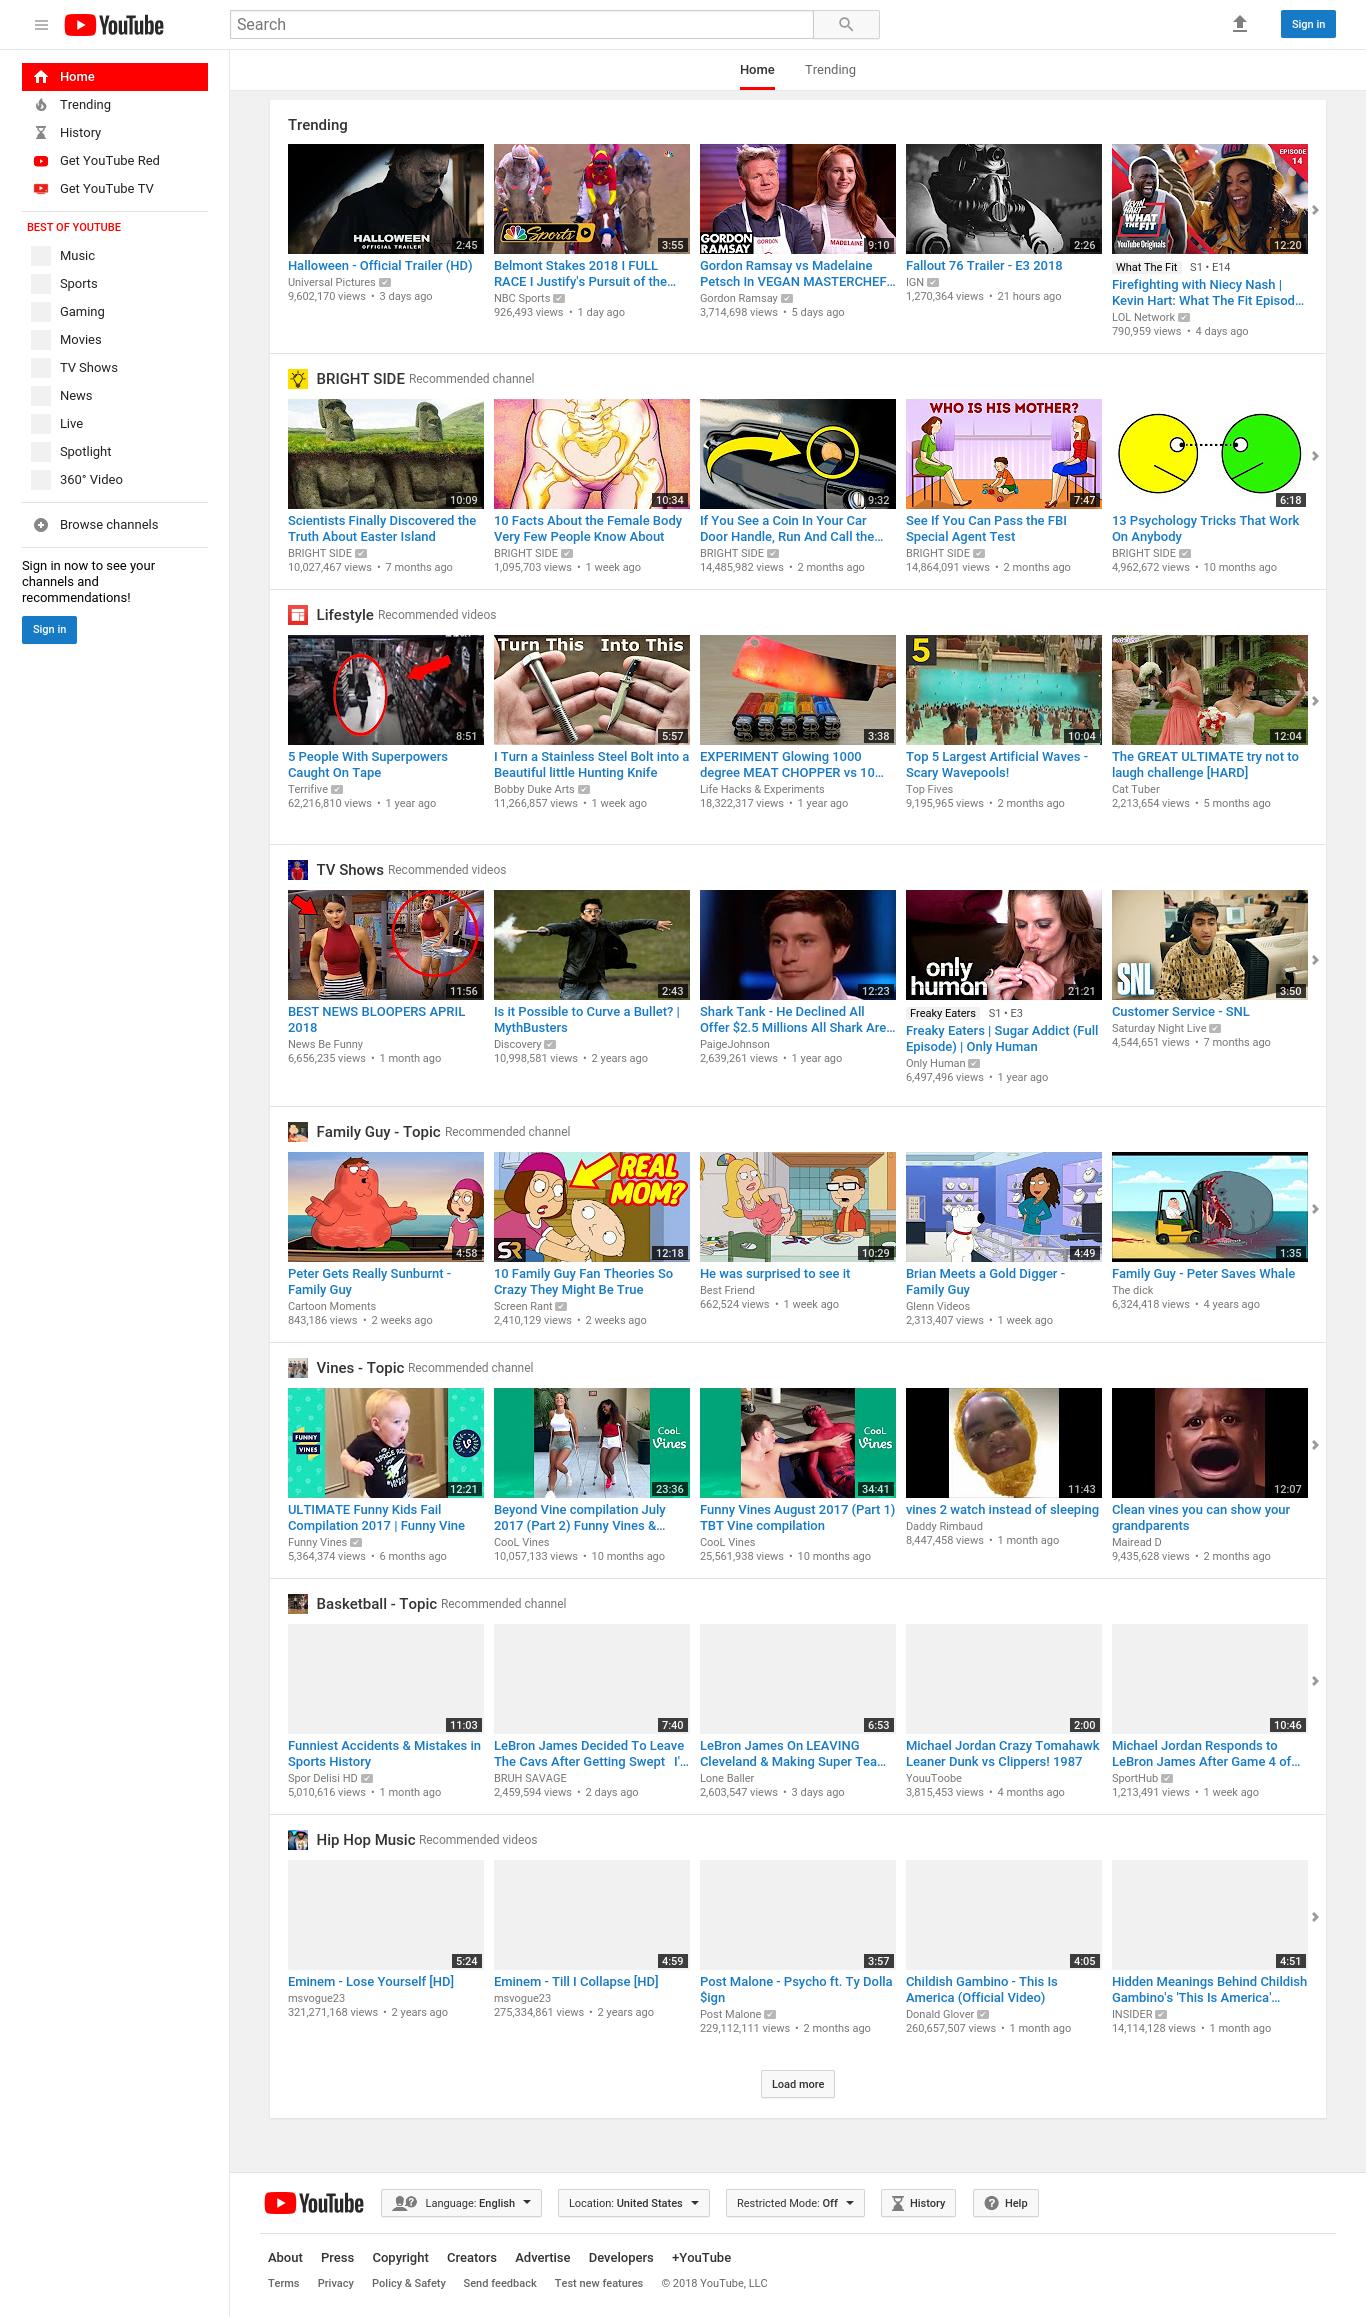 YouTube
Search
Sign in
Home
Trending
History
Get YouTube Red
Get YouTube TV
BEST OF YOUTUBE
Music
Sports
Gaming
Movies
TV Shows
News
Live
Spotlight
360° Video
Browse channels
Sign in now to see your
channels and
recommendations!
Sign in
Home Trending
Trending
HALLOWEEN
OFFICIAL TRAILER
2:45
Halloween - Official Trailer (HD)
Universal Pictures
9,602,170 views • 3 days ago
Sports
3:55
Belmont Stakes 2018 I FULL
RACE I Justify's Pursuit of the...
NBC Sports
926,493 views • 1 day ago
GORDON
RAMSAY
GORDON
MADELAINE
9:10
Gordon Ramsay vs Madelaine
Petsch In VEGAN MASTERCHEF...
Gordon Ramsay
3,714,698 views • 5 days ago
2:26
Fallout 76 Trailer - E3 2018
IGN
1,270,364 views • 21 hours ago
EPISODE
14
KEVIN
HART
WHAT
THE FIT
YouTube Originals
12:20
What The Fit S1 • E14
Firefighting with Niecy Nash |
Kevin Hart: What The Fit Episod...
LOL Network
790,959 views • 4 days ago
BRIGHT SIDE Recommended channel
10:09
Scientists Finally Discovered the
Truth About Easter Island
BRIGHT SIDE
10,027,467 views • 7 months ago
10:34
10 Facts About the Female Body
Very Few People Know About
BRIGHT SIDE
1,095,703 views • 1 week ago
9:32
If You See a Coin In Your Car
Door Handle, Run And Call the...
BRIGHT SIDE
14,485,982 views • 2 months ago
WHO IS HIS MOTHER?
7:47
See If You Can Pass the FBI
Special Agent Test
BRIGHT SIDE
14,864,091 views • 2 months ago
6:18
13 Psychology Tricks That Work
On Anybody
BRIGHT SIDE
4,962,672 views • 10 months ago
Lifestyle Recommended videos
8:51
5 People With Superpowers
Caught On Tape
Terrifive
62,216,810 views • 1 year ago
Turn This Into This
5:57
I Turn a Stainless Steel Bolt into a
Beautiful little Hunting Knife
Bobby Duke Arts
11,266,857 views • 1 week ago
3:38
EXPERIMENT Glowing 1000
degree MEAT CHOPPER vs 10...
Life Hacks & Experiments
18,322,317 views • 1 year ago
5
10:04
Top 5 Largest Artificial Waves -
Scary Wavepools!
Top Fives
9,195,965 views • 2 months ago
12:04
The GREAT ULTIMATE try not to
laugh challenge [HARD]
Cat Tuber
2,213,654 views • 5 months ago
TV Shows Recommended videos
11:56
BEST NEWS BLOOPERS APRIL
2018
News Be Funny
6,656,235 views • 1 month ago
2:43
Is it Possible to Curve a Bullet? |
MythBusters
Discovery
10,998,581 views • 2 years ago
12:23
Shark Tank - He Declined All
Offer $2.5 Millions All Shark Are...
PaigeJohnson
2,639,261 views • 1 year ago
only
human
21:21
Freaky Eaters S1 • E3
Freaky Eaters | Sugar Addict (Full
Episode) | Only Human
Only Human
6,497,496 views • 1 year ago
SNL
3:50
Customer Service - SNL
Saturday Night Live
4,544,651 views • 7 months ago
Family Guy - Topic Recommended channel
4:58
Peter Gets Really Sunburnt -
Family Guy
Cartoon Moments
843,186 views • 2 weeks ago
REAL
MOM?
SR
12:18
10 Family Guy Fan Theories So
Crazy They Might Be True
Screen Rant
2,410,129 views • 2 weeks ago
10:29
He was surprised to see it
Best Friend
662,524 views • 1 week ago
4:49
Brian Meets a Gold Digger -
Family Guy
Glenn Videos
2,313,407 views • 1 week ago
1:35
Family Guy - Peter Saves Whale
The dick
6,324,418 views • 4 years ago
Vines - Topic Recommended channel
FUNNY
VINES
12:21
ULTIMATE Funny Kids Fail
Compilation 2017 | Funny Vine
Funny Vines
5,364,374 views • 6 months ago
CooL
Vines
23:36
Beyond Vine compilation July
2017 (Part 2) Funny Vines &...
CooL Vines
10,057,133 views • 10 months ago
CooL
Vines
34:41
Funny Vines August 2017 (Part 1)
TBT Vine compilation
CooL Vines
25,561,938 views • 10 months ago
11:43
vines 2 watch instead of sleeping
Daddy Rimbaud
8,447,458 views • 1 month ago
12:07
Clean vines you can show your
grandparents
Mairead D
9,435,628 views • 2 months ago
Basketball - Topic Recommended channel
11:03
Funniest Accidents & Mistakes in
Sports History
Spor Delisi HD
5,010,616 views • 1 month ago
7:40
LeBron James Decided To Leave
The Cavs After Getting Swept I'...
BRUH SAVAGE
2,459,594 views • 2 days ago
6:53
LeBron James On LEAVING
Cleveland & Making Super Tea...
Lone Baller
2,603,547 views • 3 days ago
2:00
Michael Jordan Crazy Tomahawk
Leaner Dunk vs Clippers! 1987
YouuToobe
3,815,453 views • 4 months ago
10:46
Michael Jordan Responds to
LeBron James After Game 4 of...
SportHub
1,213,491 views • 1 week ago
Hip Hop Music Recommended videos
5:24
Eminem - Lose Yourself [HD]
msvogue23
321,271,168 views • 2 years ago
4:59
Eminem - Till I Collapse [HD]
msvogue23
275,334,861 views • 2 years ago
3:57
Post Malone - Psycho ft. Ty Dolla
$ign
Post Malone
229,112,111 views • 2 months ago
4:05
Childish Gambino - This Is
America (Official Video)
Donald Glover
260,657,507 views • 1 month ago
4:51
Hidden Meanings Behind Childish
Gambino's 'This Is America'...
INSIDER
14,114,128 views • 1 month ago
Load more
YouTube
Language: English
Location: United States
Restricted Mode: Off
History
Help
About Press Copyright Creators Advertise Developers +YouTube
Terms Privacy Policy & Safety Send feedback Test new features © 2018 YouTube, LLC